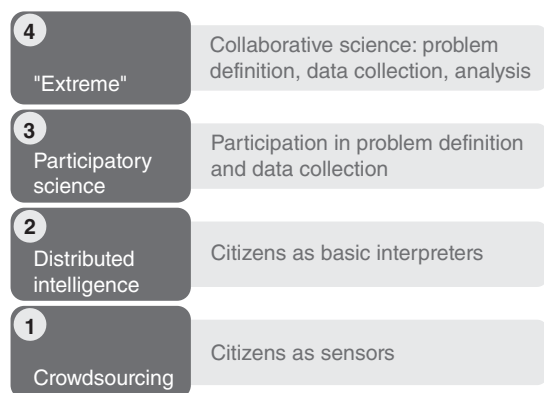 4
"Extreme"
Collaborative science: problem
definition, data collection, analysis
3
Participatory
science
Participation in problem definition
and data collection
2
Distributed
intelligence
Citizens as basic interpreters
1
Crowdsourcing
Citizens as sensors